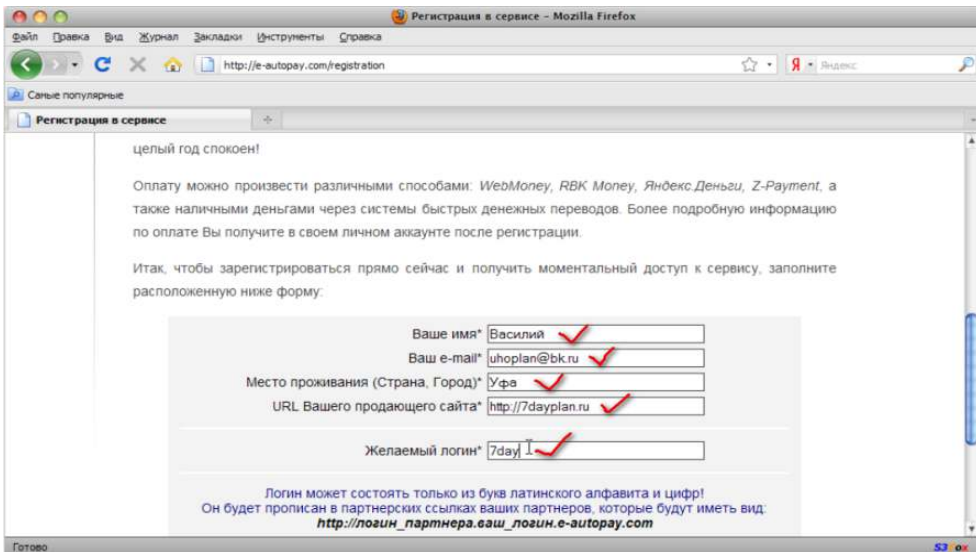 Регистрация в сервисе – Mozilla Firefox
Файл Правка Вид Журнал Закладки Инструменты Справка
http://e-autopay.com/registration
Я Яндекс
Самые популярные
Регистрация в сервисе
целый год спокоен!
Оплату можно произвести различными способами: WebMoney, RBK Money, Яндекс.Деньги, Z-Payment, а
также наличными деньгами через системы быстрых денежных переводов. Более подробную информацию
по оплате Вы получите в своем личном аккаунте после регистрации.
Итак, чтобы зарегистрироваться прямо сейчас и получить моментальный доступ к сервису, заполните
расположенную ниже форму:
Ваше имя* Василий
Ваш e-mail* uhoplan@bk.ru
Место проживания (Страна, Город)* Уфа
URL Вашего продающего сайта* http://7dayplan.ru
Желаемый логин* 7day
Логин может состоять только из букв латинского алфавита и цифр!
Он будет прописан в партнерских ссылках ваших партнеров, которые будут иметь вид:
http://логин_партнера.ваш_логин.e-autopay.com
Готово